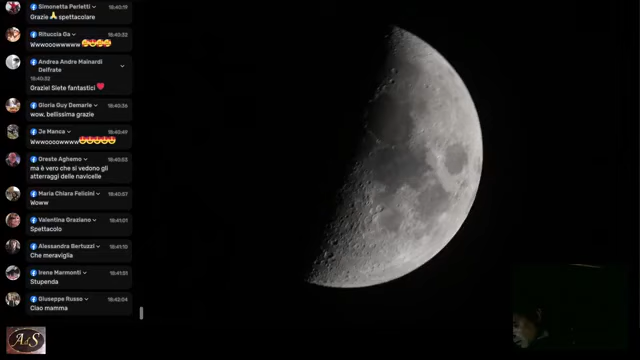 Simonetta Perletti
18:40:19
Grazie 🙏 spettacolare
Rituccia Ga
18:40:32
Wwwooowwwww 🥰😍🥰🥰
Andrea Andre Mainardi
Delfrate
18:40:32
Grazie! Siete fantastici ❤️
Gloria Guy Demarie
18:40:36
wow, bellissima grazie
Je Manca
18:40:49
Wwwoooowwwww😍😍😍😍😍
Oreste Aghemo
18:40:53
ma è vero che si vedono gli
atterraggi delle navicelle
Maria Chiara Felicini
18:40:57
Woww
Valentina Graziano
18:41:01
Spettacolo
Alessandra Bertuzzi
18:41:10
Che meraviglia
Irene Marmonti
18:41:51
Stupenda
Giuseppe Russo
18:42:04
Ciao mamma
AdS